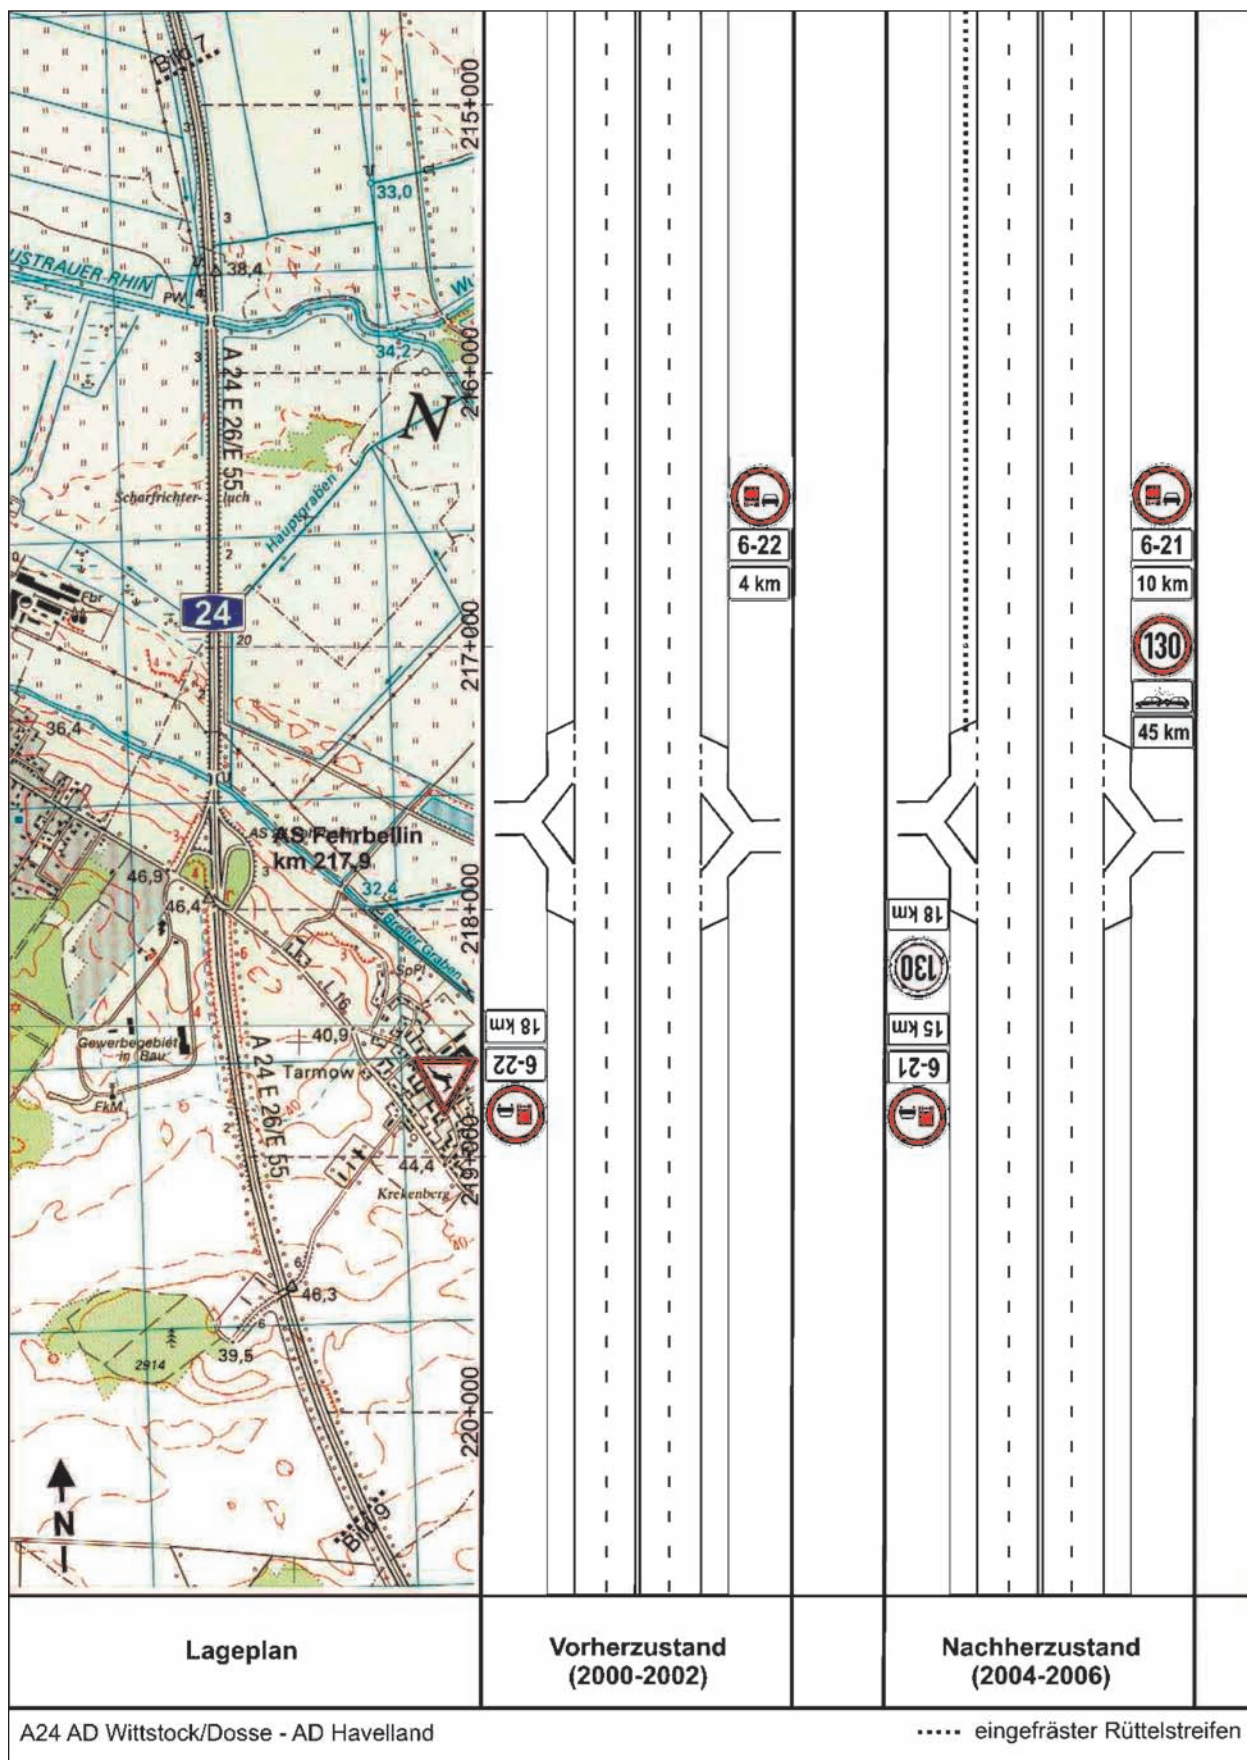 Bild 7
215+000
33,0
3
USTRAUER-RHIN
38,4
PW
4
3
34,2
216+000
A 24 E 26/E 55
N
Scharfrichter-luch
Hauptgraben
2
Fbr
24
20
217+000
36,4
AS Fehrbellin
km 217,9
46,9
46,4
32,4
218+000
Breiter Graben
SpPl
L 16
40,9
Gewerbegebiet
in Bau
FkM
Tarmow
A 24 E 26/E 55
44,4
219+000
Krekenberg
40
46,3
39,5
2914
220+000
N
Bild 9
6-22
4 km
18 km
6-22
6-21
10 km
130
45 km
18 km
130
15 km
6-21
Lageplan
Vorherzustand
(2000-2002)
Nachherzustand
(2004-2006)
A24 AD Wittstock/Dosse - AD Havelland
eingefräster Rüttelstreifen